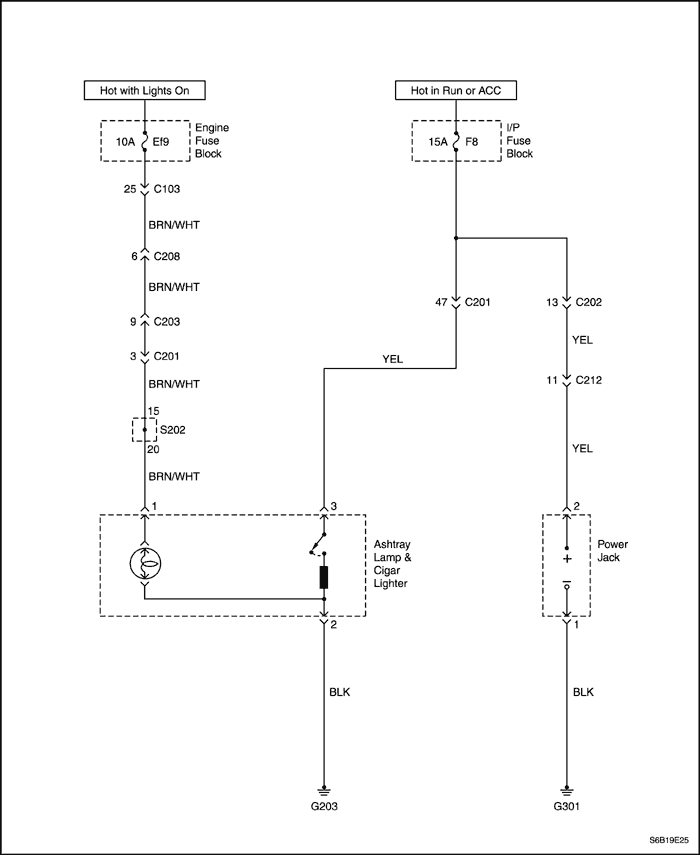 Hot with Lights On
Hot in Run or ACC
10A Ef9
Engine
Fuse
Block
15A F8
I/P
Fuse
Block
25 C103
BRN/WHT
6 C208
BRN/WHT
9 C203
3 C201
BRN/WHT
15
S202
20
BRN/WHT
47 C201
13 C202
YEL
YEL
11 C212
YEL
1
3
2
Ashtray
Lamp &
Cigar
Lighter
Power
Jack
+
–
2
1
BLK
BLK
G203
G301
S6B19E25